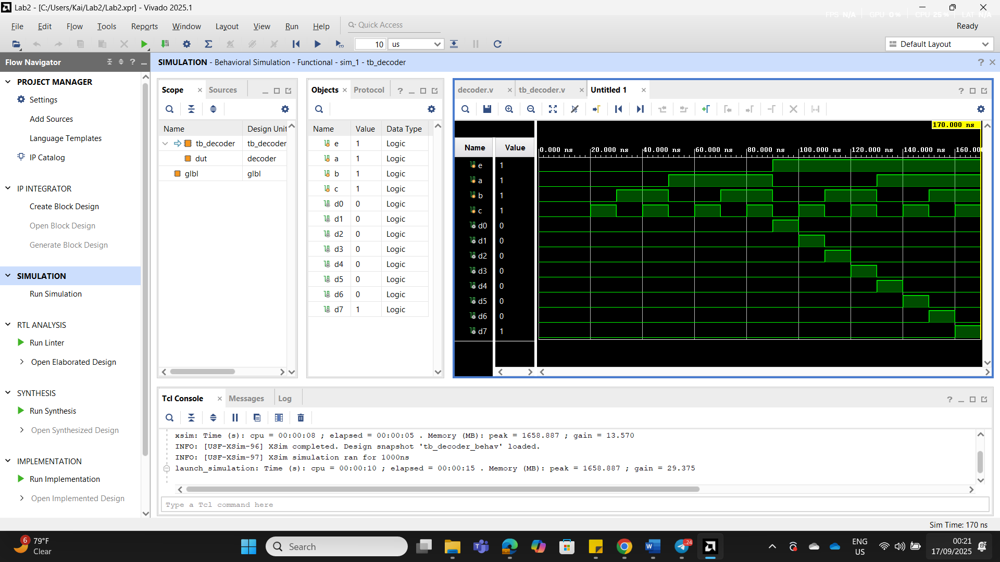 Lab2 - [C:/Users/Kai/Lab2/Lab2.xpr] - Vivado 2025.1
FPS N/A GPU 0% CPU 25% LAT N/A
File Edit Flow Tools Reports Window Layout View Run Help Quick Access
Ready
10 us
Default Layout
Flow Navigator
SIMULATION - Behavioral Simulation - Functional - sim_1 - tb_decoder
PROJECT MANAGER
Settings
Add Sources
Language Templates
IP Catalog
IP INTEGRATOR
Create Block Design
Open Block Design
Generate Block Design
SIMULATION
Run Simulation
RTL ANALYSIS
Run Linter
Open Elaborated Design
SYNTHESIS
Run Synthesis
Open Synthesized Design
IMPLEMENTATION
Run Implementation
Open Implemented Design
Scope Sources
Name Design Unit
tb_decoder tb_decoder
dut decoder
glbl glbl
Objects Protocol
Name Value Data Type
e 1 Logic
a 1 Logic
b 1 Logic
c 1 Logic
d0 0 Logic
d1 0 Logic
d2 0 Logic
d3 0 Logic
d4 0 Logic
d5 0 Logic
d6 0 Logic
d7 1 Logic
decoder.v tb_decoder.v Untitled 1
170.000 ns
Name Value
0.000 ns 20.000 ns 40.000 ns 60.000 ns 80.000 ns 100.000 ns 120.000 ns 140.000 ns 160.00
e 1
a 1
b 1
c 1
d0 0
d1 0
d2 0
d3 0
d4 0
d5 0
d6 0
d7 1
Tcl Console Messages Log
xsim: Time (s): cpu = 00:00:08 ; elapsed = 00:00:05 . Memory (MB): peak = 1658.887 ; gain = 13.570
INFO: [USF-XSim-96] XSim completed. Design snapshot 'tb_decoder_behav' loaded.
INFO: [USF-XSim-97] XSim simulation ran for 1000ns
launch_simulation: Time (s): cpu = 00:00:10 ; elapsed = 00:00:15 . Memory (MB): peak = 1658.887 ; gain = 29.375
Type a Tcl command here
Sim Time: 170 ns
6
79°F
Clear
Search
24
ENG
US
00:21
17/09/2025